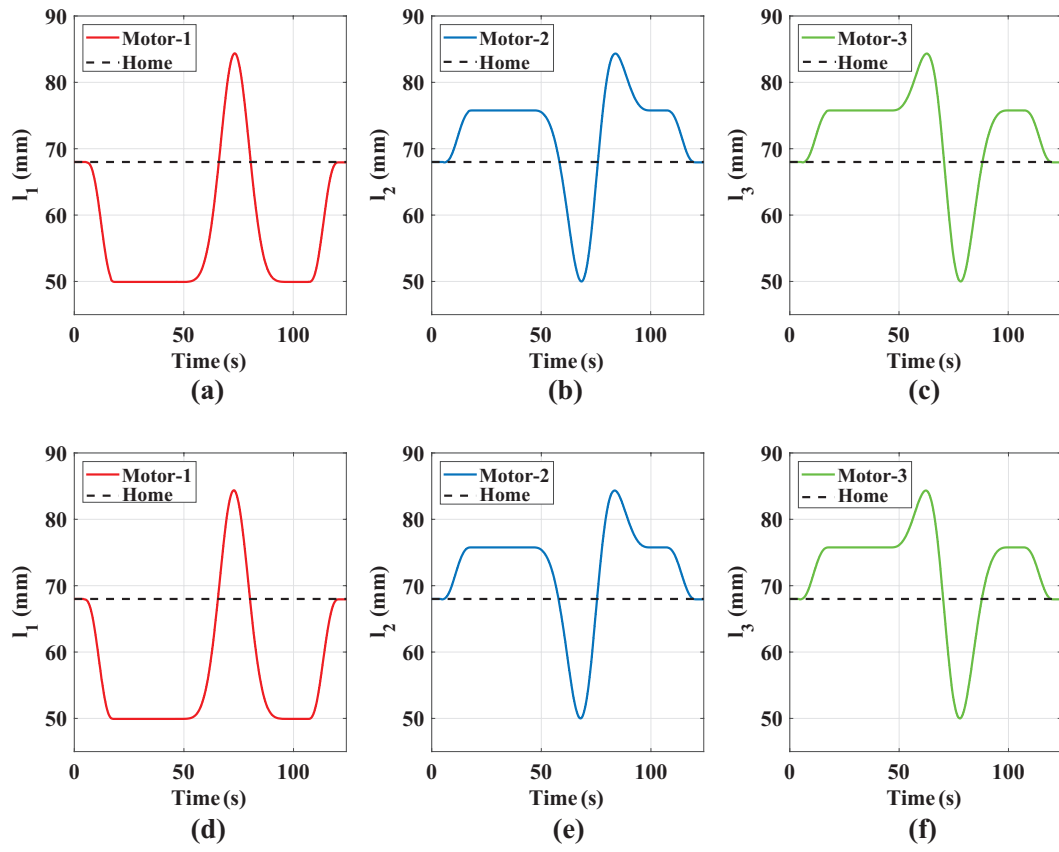 90
80
70
60
50
l1 (mm)
Motor-1
Home
0 50 100
Time (s)
(a)
90
80
70
60
50
l2 (mm)
Motor-2
Home
0 50 100
Time (s)
(b)
90
80
70
60
50
l3 (mm)
Motor-3
Home
0 50 100
Time (s)
(c)
90
80
70
60
50
l1 (mm)
Motor-1
Home
0 50 100
Time (s)
(d)
90
80
70
60
50
l2 (mm)
Motor-2
Home
0 50 100
Time (s)
(e)
90
80
70
60
50
l3 (mm)
Motor-3
Home
0 50 100
Time (s)
(f)